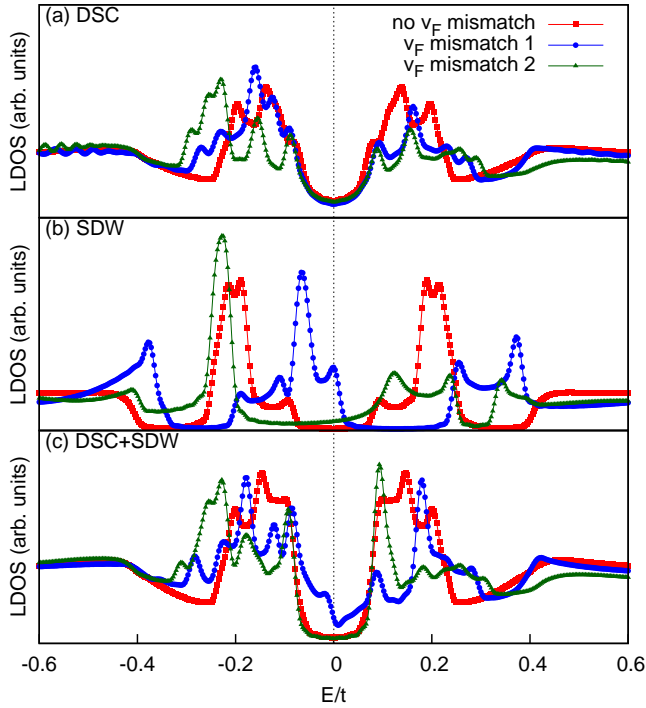 (a) DSC
no v_F mismatch
v_F mismatch 1
v_F mismatch 2
LDOS (arb. units)
(b) SDW
LDOS (arb. units)
(c) DSC+SDW
LDOS (arb. units)
-0.6 -0.4 -0.2 0 0.2 0.4 0.6
E/t